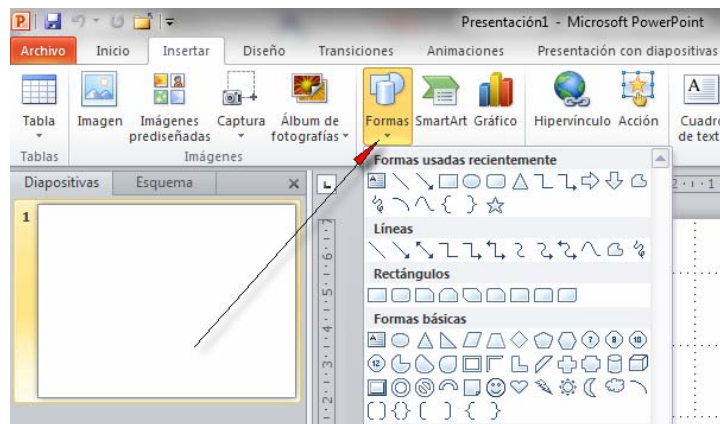 Presentación1 - Microsoft PowerPoint
Archivo Inicio Insertar Diseño Transiciones Animaciones Presentación con diapositivas
Tabla Imagen Imágenes prediseñadas Captura Álbum de fotografías Formas SmartArt Gráfico Hipervínculo Acción Cuadro de text
Tablas Imágenes
Formas usadas recientemente
Diapositivas Esquema
1
Líneas
Rectángulos
Formas básicas